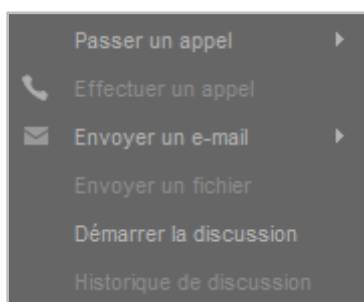 Passer un appel
Effectuer un appel
Envoyer un e-mail
Envoyer un fichier
Démarrer la discussion
Historique de discussion